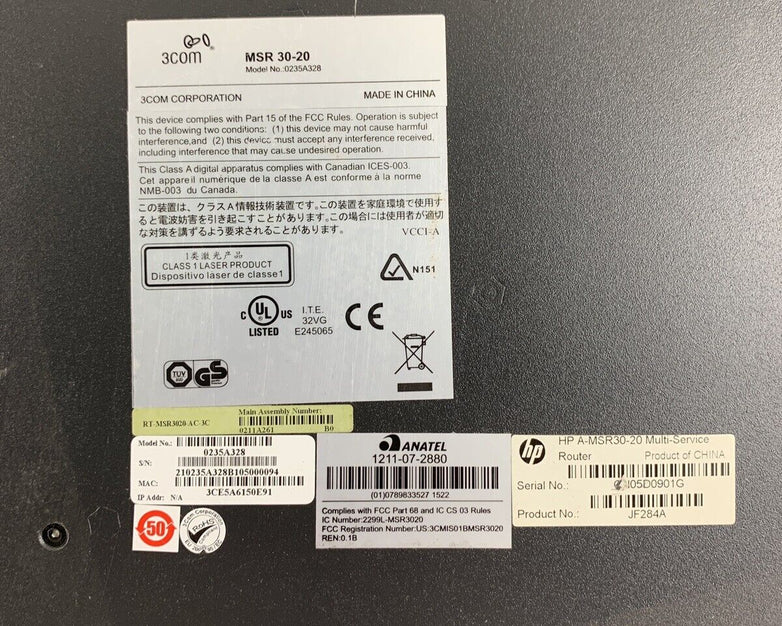 3COM
MSR 30-20
Model No.:0235A328
3COM CORPORATION
MADE IN CHINA
This device complies with Part 15 of the FCC Rules. Operation is subject
to the following two conditions: (1) this device may not cause harmful
interference,and (2) this device must accept any interference received,
including interference that may cause undesired operation.
This Class A digital apparatus complies with Canadian ICES-003.
Cet appareil numérique de la classe A est conforme à la norme
NMB-003 du Canada.
この装置は、クラスA情報技術装置です。この装置を家庭環境で使用す
ると電波妨害を引き起こすことがあります。この場合には使用者が適切
な対策を講ずるよう要求されることがあります。
VCCI-A
1类激光产品
CLASS 1 LASER PRODUCT
Dispositivo laser de classe1
N151
C UL US
LISTED
I.T.E.
32VG
E245065
CE
TUV
GS
RT-MSR3020-AC-3C
Main Assembly Number:
0211A261 B0
Model No.:
0235A328
S/N:
210235A328B105000094
MAC:
3CE5A6150E91
IP Addr: N/A
50
3Com Corporation
RoHS
ANATEL
1211-07-2880
(01)0789833527 1522
Complies with FCC Part 68 and IC CS 03 Rules
IC Number:2299L-MSR3020
FCC Registration Number:US:3CMIS01BMSR3020
REN:0.1B
hp
HP A-MSR30-20 Multi-Service
Router
Product of CHINA
Serial No.:
I05D0901G
Product No.:
JF284A